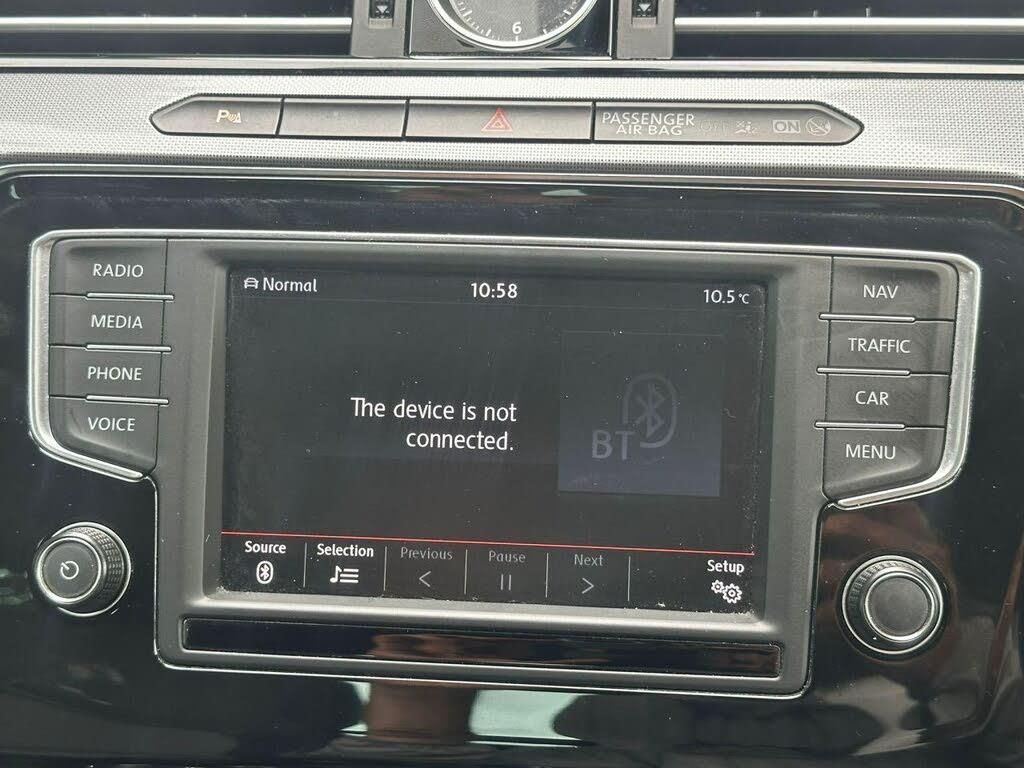 6
P
PASSENGER
AIR BAG OFF ON
RADIO
MEDIA
PHONE
VOICE
Normal 10:58 10.5 °C
The device is not
connected.
BT
Source Selection Previous Pause Next Setup
NAV
TRAFFIC
CAR
MENU